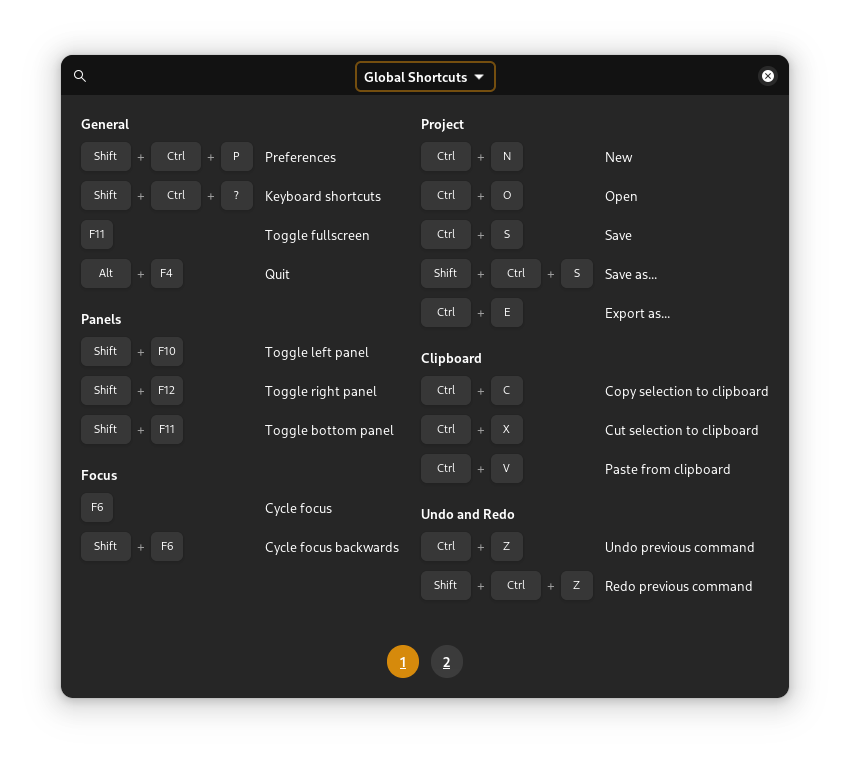 Global Shortcuts
General
Shift + Ctrl + P Preferences
Shift + Ctrl + ? Keyboard shortcuts
F11 Toggle fullscreen
Alt + F4 Quit
Panels
Shift + F10 Toggle left panel
Shift + F12 Toggle right panel
Shift + F11 Toggle bottom panel
Focus
F6 Cycle focus
Shift + F6 Cycle focus backwards
Project
Ctrl + N New
Ctrl + O Open
Ctrl + S Save
Shift + Ctrl + S Save as...
Ctrl + E Export as...
Clipboard
Ctrl + C Copy selection to clipboard
Ctrl + X Cut selection to clipboard
Ctrl + V Paste from clipboard
Undo and Redo
Ctrl + Z Undo previous command
Shift + Ctrl + Z Redo previous command
1 2